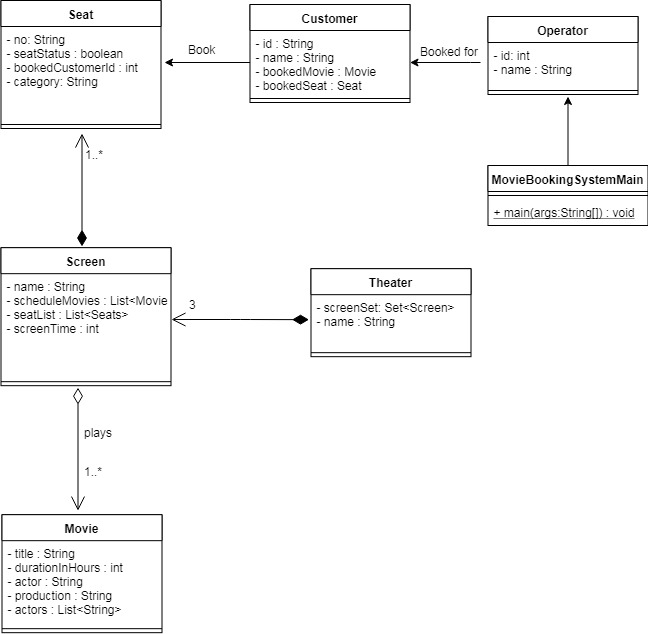 Seat
- no: String
- seatStatus : boolean
- bookedCustomerId : int
- category: String
Book
Customer
- id : String
- name : String
- bookedMovie : Movie
- bookedSeat : Seat
Booked for
Operator
- id: int
- name : String
MovieBookingSystemMain
+ main(args:String[]) : void
1..*
Screen
- name : String
- scheduleMovies : List<Movie
- seatList : List<Seats>
- screenTime : int
3
Theater
- screenSet: Set<Screen>
- name : String
plays
1..*
Movie
- title : String
- durationInHours : int
- actor : String
- production : String
- actors : List<String>